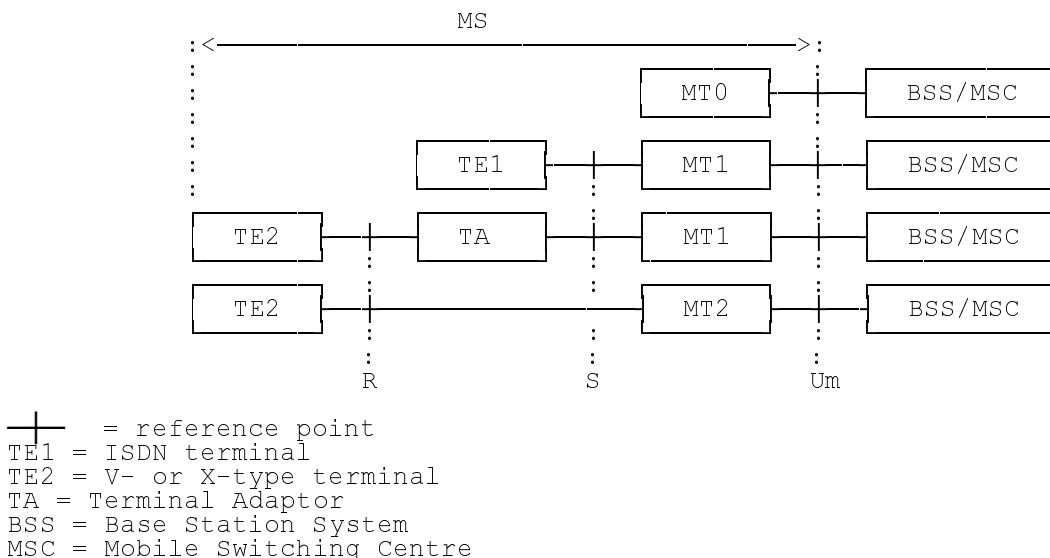 MS
MT0 BSS/MSC
TE1 MT1 BSS/MSC
TE2 TA MT1 BSS/MSC
TE2 MT2 BSS/MSC
R S Um
= reference point
TE1 = ISDN terminal
TE2 = V- or X-type terminal
TA = Terminal Adaptor
BSS = Base Station System
MSC = Mobile Switching Centre